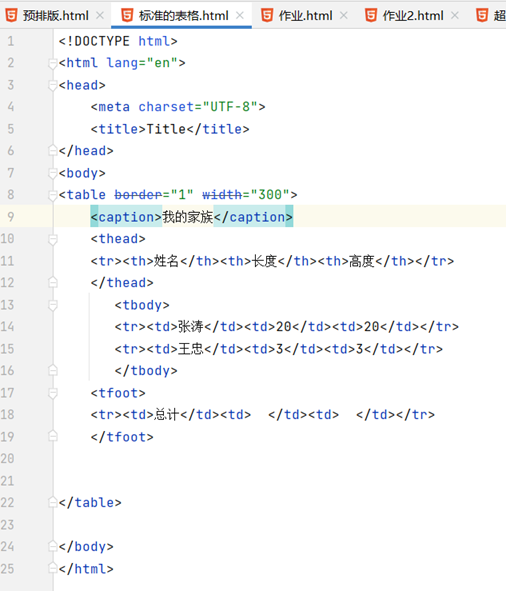 预排版.html × 标准的表格.html × 作业.html × 作业2.html × 超
1 <!DOCTYPE html>
2 <html lang="en">
3 <head>
4 <meta charset="UTF-8">
5 <title>Title</title>
6 </head>
7 <body>
8 <table border="1" width="300">
9 <caption>我的家族</caption>
10 <thead>
11 <tr><th>姓名</th><th>长度</th><th>高度</th></tr>
12 </thead>
13 <tbody>
14 <tr><td>张涛</td><td>20</td><td>20</td></tr>
15 <tr><td>王忠</td><td>3</td><td>3</td></tr>
16 </tbody>
17 <tfoot>
18 <tr><td>总计</td><td>  </td><td>  </td></tr>
19 </tfoot>
20
21
22 </table>
23
24 </body>
25 </html>